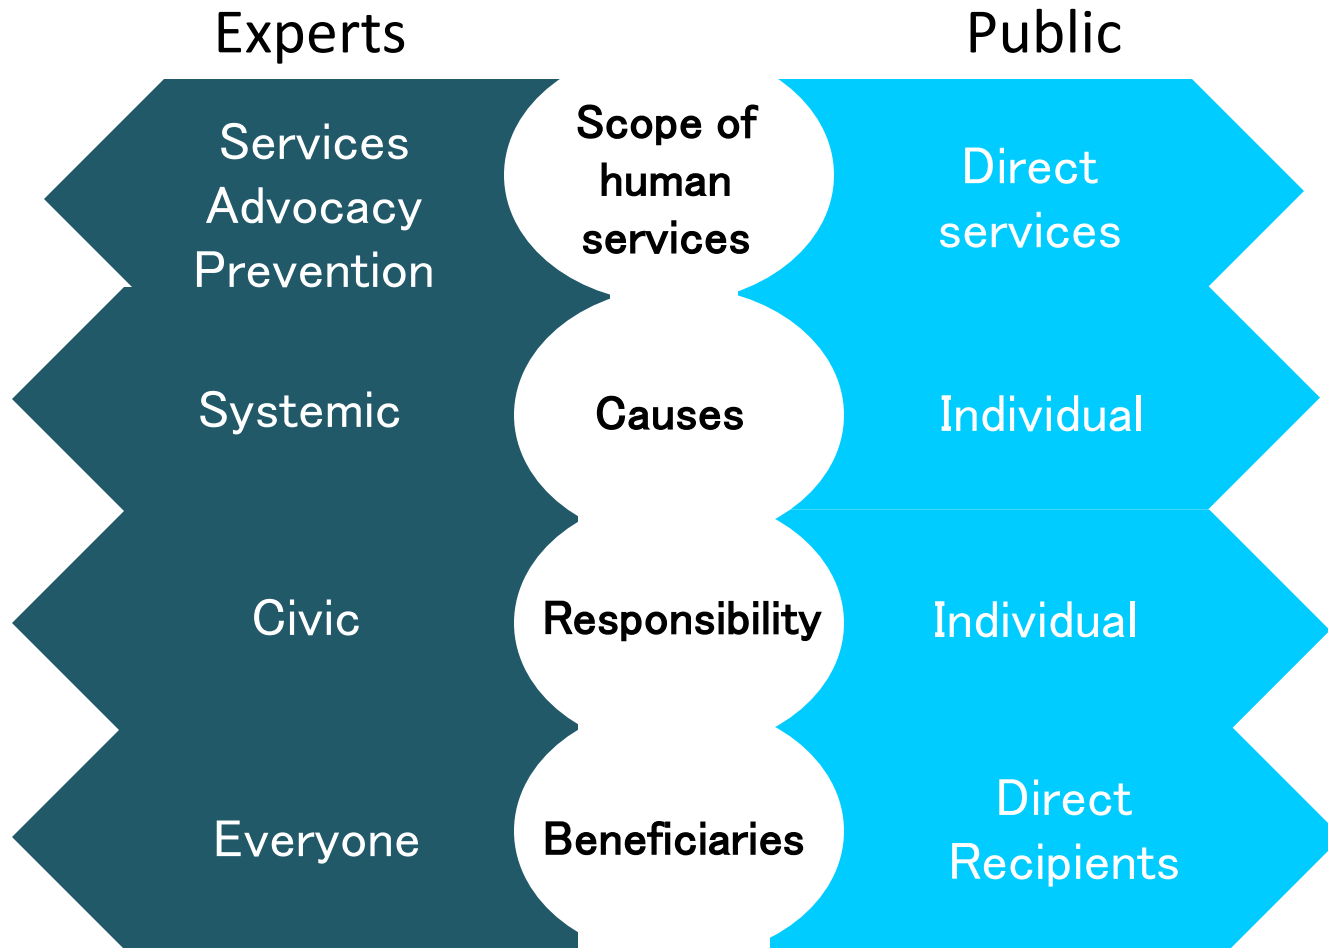 Experts
Public
Services
Advocacy
Prevention
Scope of
human
services
Direct
services
Systemic
Causes
Individual
Civic
Responsibility
Individual
Everyone
Beneficiaries
Direct
Recipients